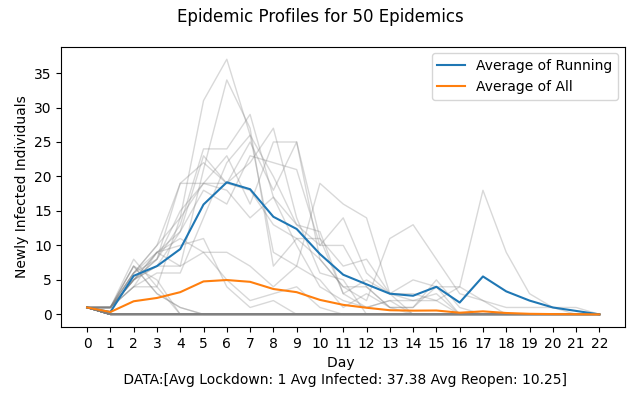 Epidemic Profiles for 50 Epidemics
Average of Running
Average of All
Newly Infected Individuals
35
30
25
20
15
10
5
0
0 1 2 3 4 5 6 7 8 9 10 11 12 13 14 15 16 17 18 19 20 21 22
Day
DATA:[Avg Lockdown: 1 Avg Infected: 37.38 Avg Reopen: 10.25]